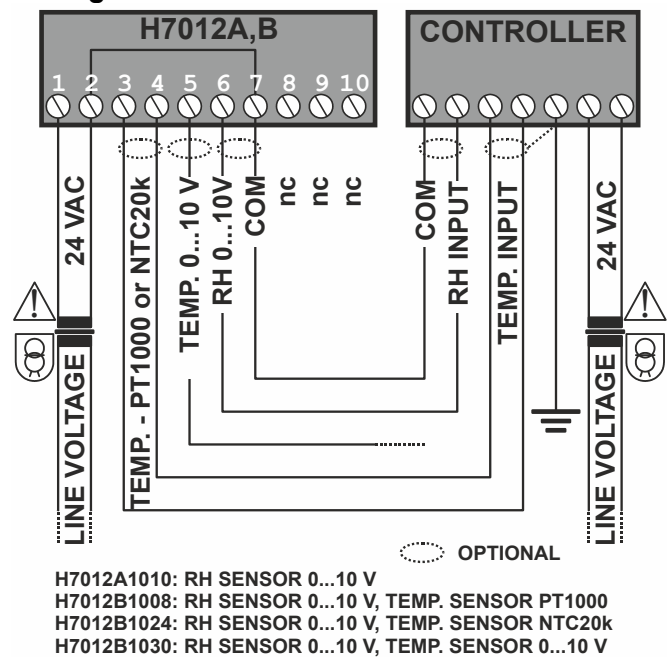 H7012A,B
CONTROLLER
1 2 3 4 5 6 7 8 9 10
24 VAC
TEMP. - PT1000 or NTC20k
TEMP. 0...10 V
RH 0...10V
COM
nc
nc
nc
COM
RH INPUT
TEMP. INPUT
24 VAC
LINE VOLTAGE
LINE VOLTAGE
OPTIONAL
H7012A1010: RH SENSOR 0...10 V
H7012B1008: RH SENSOR 0...10 V, TEMP. SENSOR PT1000
H7012B1024: RH SENSOR 0...10 V, TEMP. SENSOR NTC20k
H7012B1030: RH SENSOR 0...10 V, TEMP. SENSOR 0...10 V